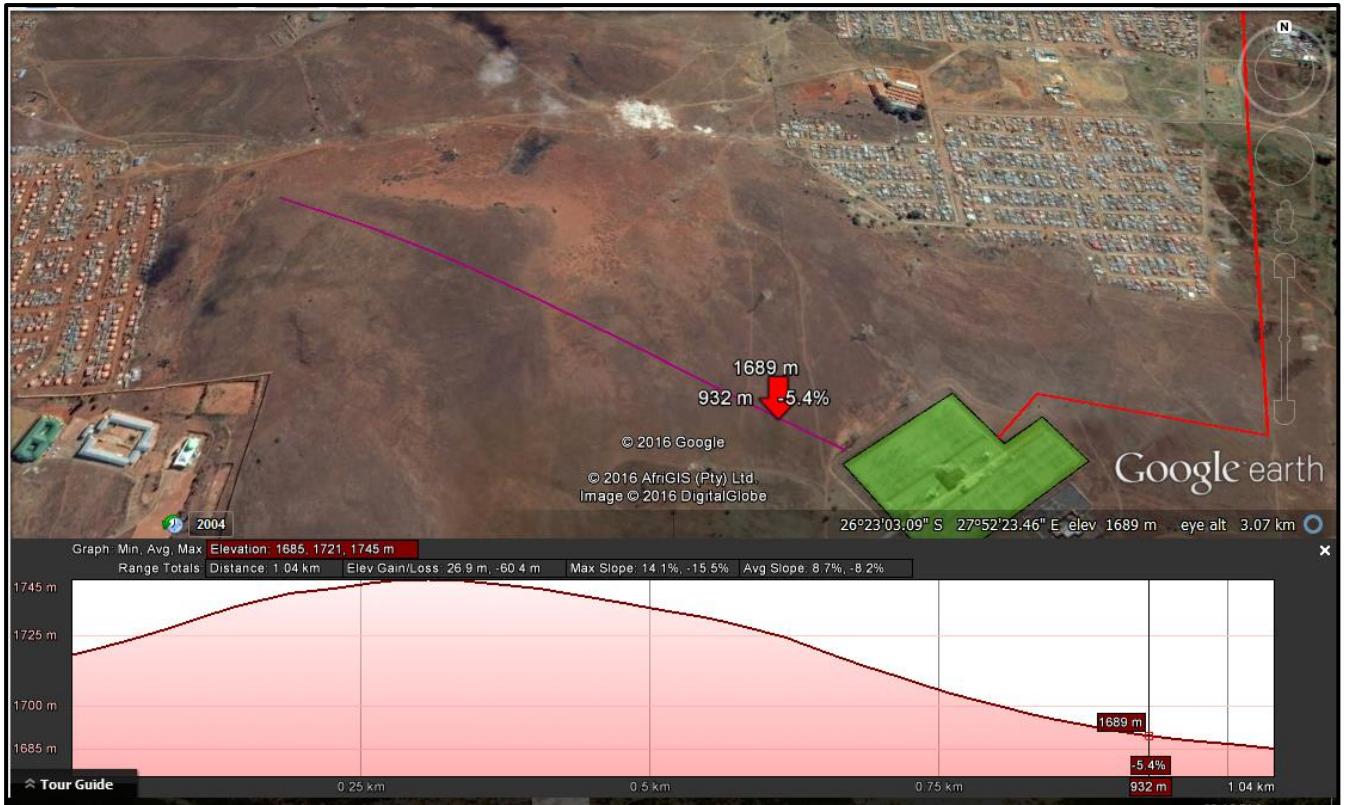 N
1689 m
932 m -5.4%
© 2016 Google
© 2016 AfriGIS (Pty) Ltd.
Image © 2016 DigitalGlobe
Google earth
2004
26°23'03.09" S 27°52'23.46" E elev 1689 m eye alt 3.07 km
Graph: Min, Avg, Max Elevation: 1685, 1721, 1745 m
Range Totals: Distance: 1.04 km Elev Gain/Loss: 26.9 m, -60.4 m Max Slope: 14.1%, -15.5% Avg Slope: 8.7%, -8.2%
1745 m
1725 m
1700 m
1689 m
1685 m
-5.4%
Tour Guide
0.25 km 0.5 km 0.75 km 932 m 1.04 km